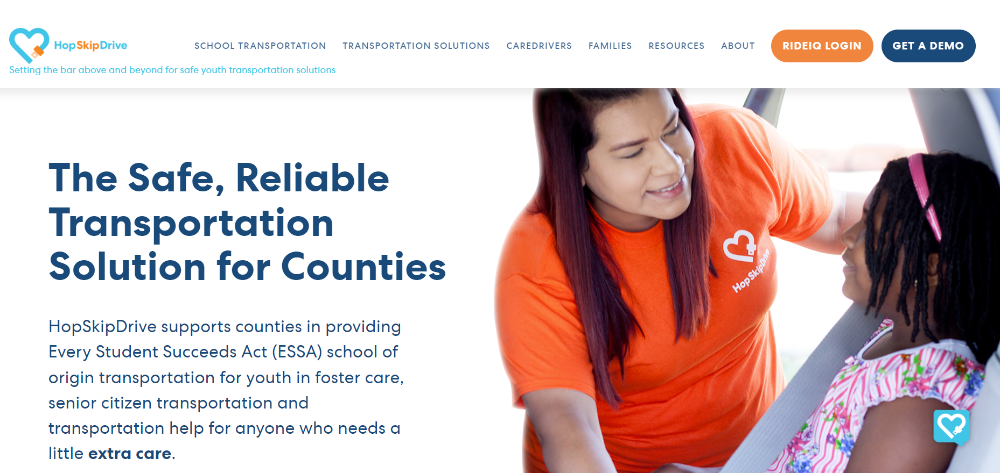 HopSkipDrive
SCHOOL TRANSPORTATION
TRANSPORTATION SOLUTIONS
CAREDRIVERS
FAMILIES
RESOURCES
ABOUT
RIDEIQ LOGIN
GET A DEMO
Setting the bar above and beyond for safe youth transportation solutions
The Safe, Reliable
Transportation
Solution for Counties
HopSkipDrive supports counties in providing
Every Student Succeeds Act (ESSA) school of
origin transportation for youth in foster care,
senior citizen transportation and
transportation help for anyone who needs a
little extra care.
HopSkipDrive